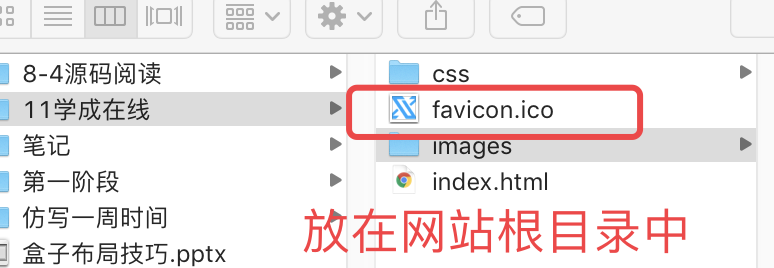 8-4源码阅读
11学成在线
笔记
第一阶段
仿写一周时间
盒子布局技巧.pptx
css
favicon.ico
images
index.html
放在网站根目录中